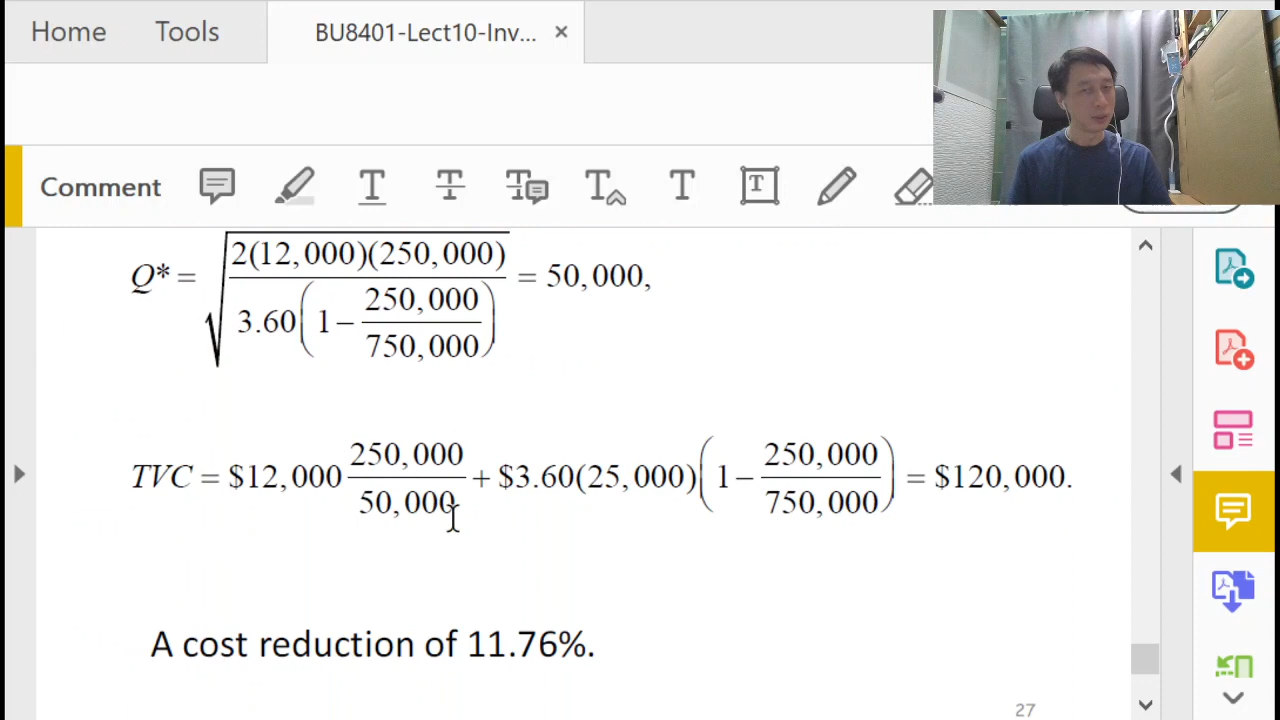 Home Tools BU8401-Lect10-Inv... ×
Comment
Q* = √(2(12,000)(250,000) / 3.60(1 − 250,000/750,000)) = 50,000,
TVC = $12,000 250,000/50,000 + $3.60(25,000)(1 − 250,000/750,000) = $120,000.
A cost reduction of 11.76%.
27